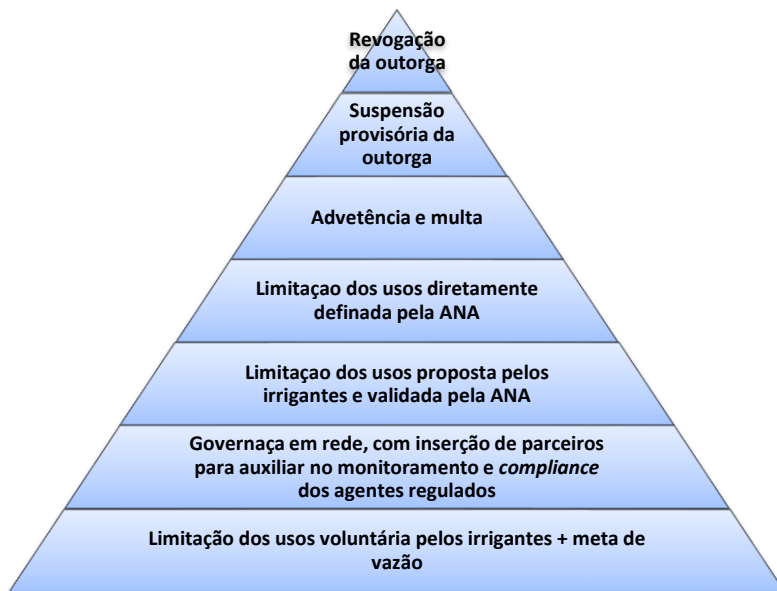 Revogação
da outorga
Suspensão
provisória da
outorga
Advetência e multa
Limitaçao dos usos diretamente
definada pela ANA
Limitaçao dos usos proposta pelos
irrigantes e validada pela ANA
Governaça em rede, com inserção de parceiros
para auxiliar no monitoramento e compliance
dos agentes regulados
Limitação dos usos voluntária pelos irrigantes + meta de
vazão